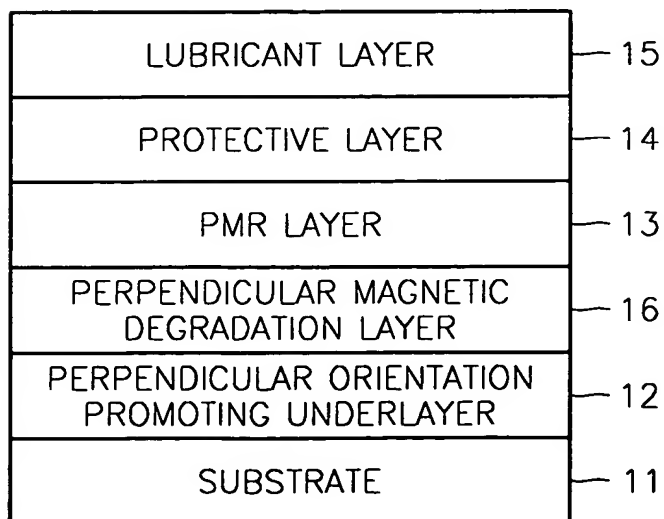 LUBRICANT LAYER 15
PROTECTIVE LAYER 14
PMR LAYER 13
PERPENDICULAR MAGNETIC
DEGRADATION LAYER 16
PERPENDICULAR ORIENTATION
PROMOTING UNDERLAYER 12
SUBSTRATE 11